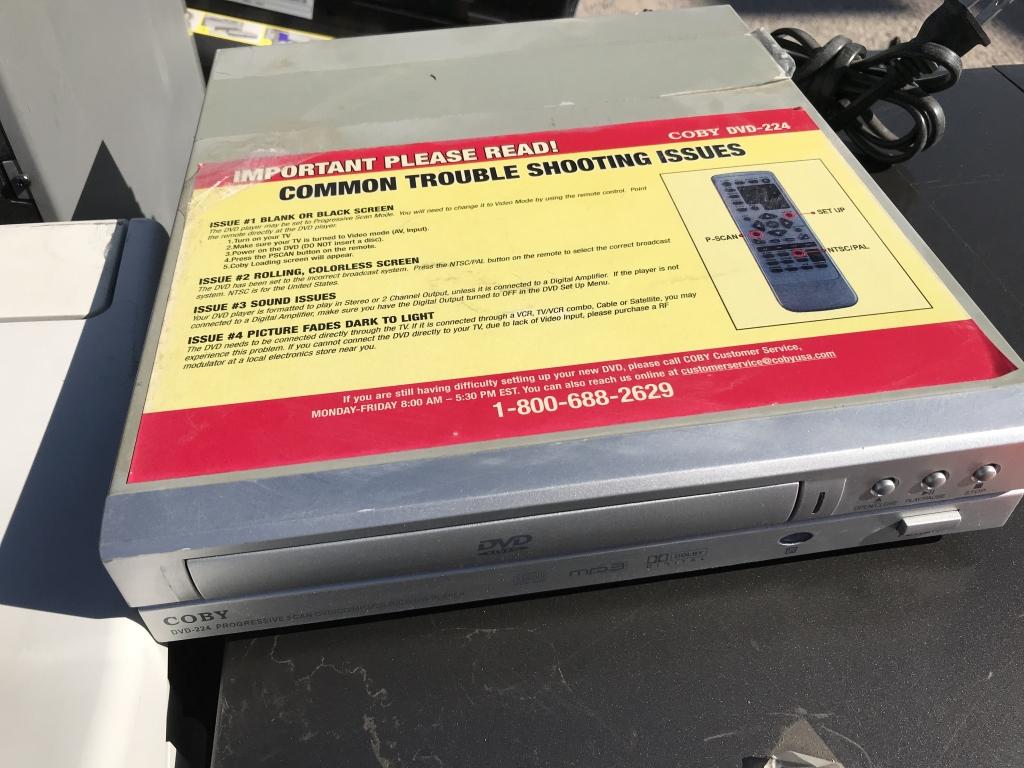 COBY DVD-224
IMPORTANT PLEASE READ!
COMMON TROUBLE SHOOTING ISSUES
ISSUE #1 BLANK OR BLACK SCREEN
The DVD player may be set to Progressive Scan Mode. You will need to change it to Video Mode by using the remote control. Point
the remote directly at the DVD player.
1.Turn on your TV
2.Make sure your TV is turned to Video mode (AV, Input).
3.Power on the DVD (DO NOT insert a disc).
4.Press the PSCAN button on the remote.
5.Coby Loading screen will appear.
ISSUE #2 ROLLING, COLORLESS SCREEN
The DVD has been set to the incorrect broadcast system. Press the NTSC/PAL button on the remote to select the correct broadcast
system. NTSC is for the United States.
ISSUE #3 SOUND ISSUES
Your DVD player is formatted to play in Stereo or 2 Channel Output, unless it is connected to a Digital Amplifier. If the player is not
connected to a Digital Amplifier, make sure you have the Digital Output turned to OFF in the DVD Set Up Menu.
ISSUE #4 PICTURE FADES DARK TO LIGHT
The DVD needs to be connected directly through the TV. If it is connected through a VCR, TV/VCR combo, Cable or Satellite, you may
experience this problem. If you cannot connect the DVD directly to your TV, due to lack of Video Input, please purchase a RF
modulator at a local electronics store near you.
SET UP
P-SCAN
NTSC/PAL
If you are still having difficulty setting up your new DVD, please call COBY Customer Service,
MONDAY-FRIDAY 8:00 AM – 5:30 PM EST. You can also reach us online at customerservice@cobyusa.com
1-800-688-2629
OPEN/CLOSE PLAY/PAUSE STOP
DVD
mp3
DOLBY
DIGITAL
COBY
DVD-224 PROGRESSIVE SCAN PLAYER